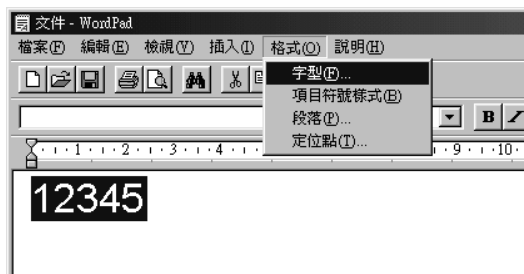 文件 - WordPad
檔案(F) 編輯(E) 檢視(V) 插入(I) 格式(O) 說明(H)
字型(F)...
項目符號樣式(B)
段落(P)...
定位點(T)...
B
1 2 3 4 9 10
12345